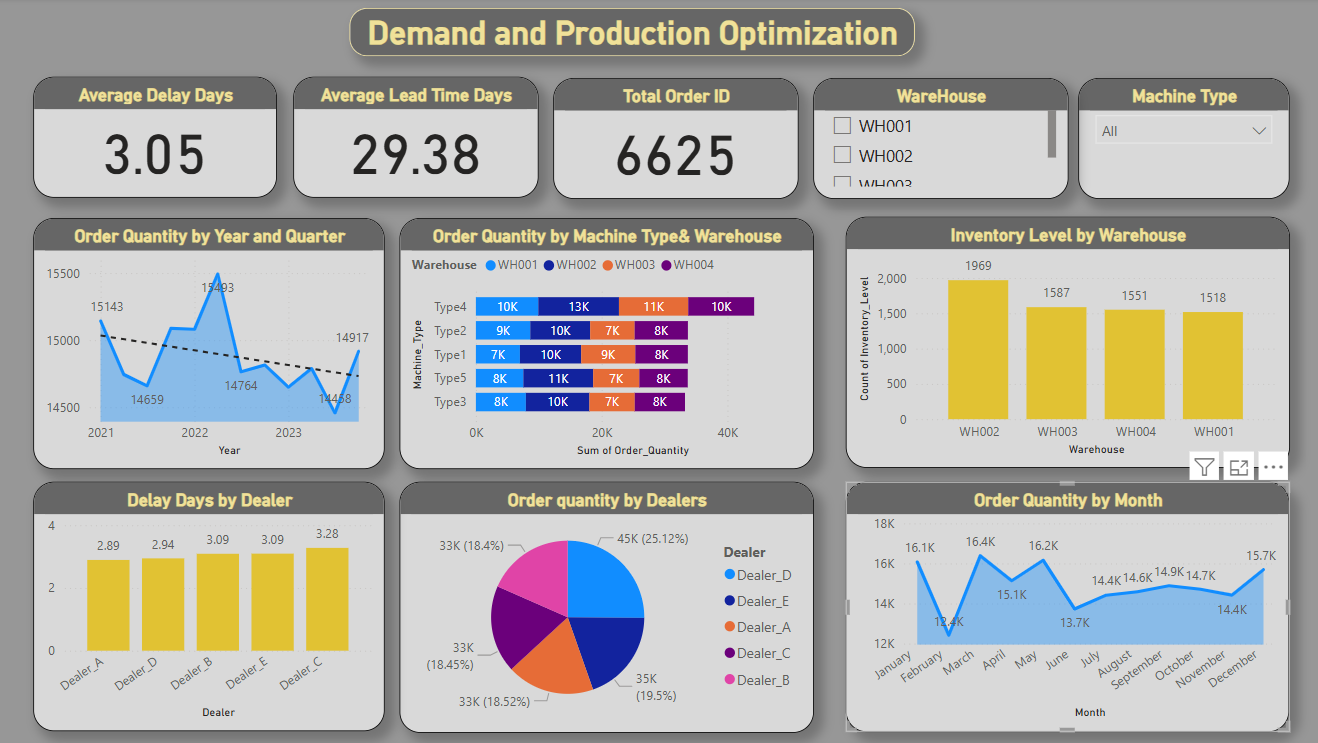 Demand and Production Optimization
Average Delay Days
3.05
Average Lead Time Days
29.38
Total Order ID
6625
WareHouse
WH001
WH002
WH003
Machine Type
All
Order Quantity by Year and Quarter
15500
15000
14500
15143
14659
15493
14764
14458
14917
2021 2022 2023
Year
Order Quantity by Machine Type& Warehouse
Warehouse WH001 WH002 WH003 WH004
Machine_Type
Type4 10K 13K 11K 10K
Type2 9K 10K 7K 8K
Type1 7K 10K 9K 8K
Type5 8K 11K 7K 8K
Type3 8K 10K 7K 8K
0K 20K 40K
Sum of Order_Quantity
Inventory Level by Warehouse
Count of Inventory_Level
2,000
1,500
1,000
500
0
1969 1587 1551 1518
WH002 WH003 WH004 WH001
Warehouse
Delay Days by Dealer
4
2
0
2.89 2.94 3.09 3.09 3.28
Dealer_A Dealer_D Dealer_B Dealer_E Dealer_C
Dealer
Order quantity by Dealers
45K (25.12%)
35K
(19.5%)
33K (18.52%)
33K
(18.45%)
33K (18.4%)
Dealer
Dealer_D
Dealer_E
Dealer_A
Dealer_C
Dealer_B
Order Quantity by Month
18K
16K
14K
12K
16.1K 12.4K 16.4K 15.1K 16.2K 13.7K 14.4K 14.6K 14.9K 14.7K 14.4K 15.7K
January February March April May June July August September October November December
Month